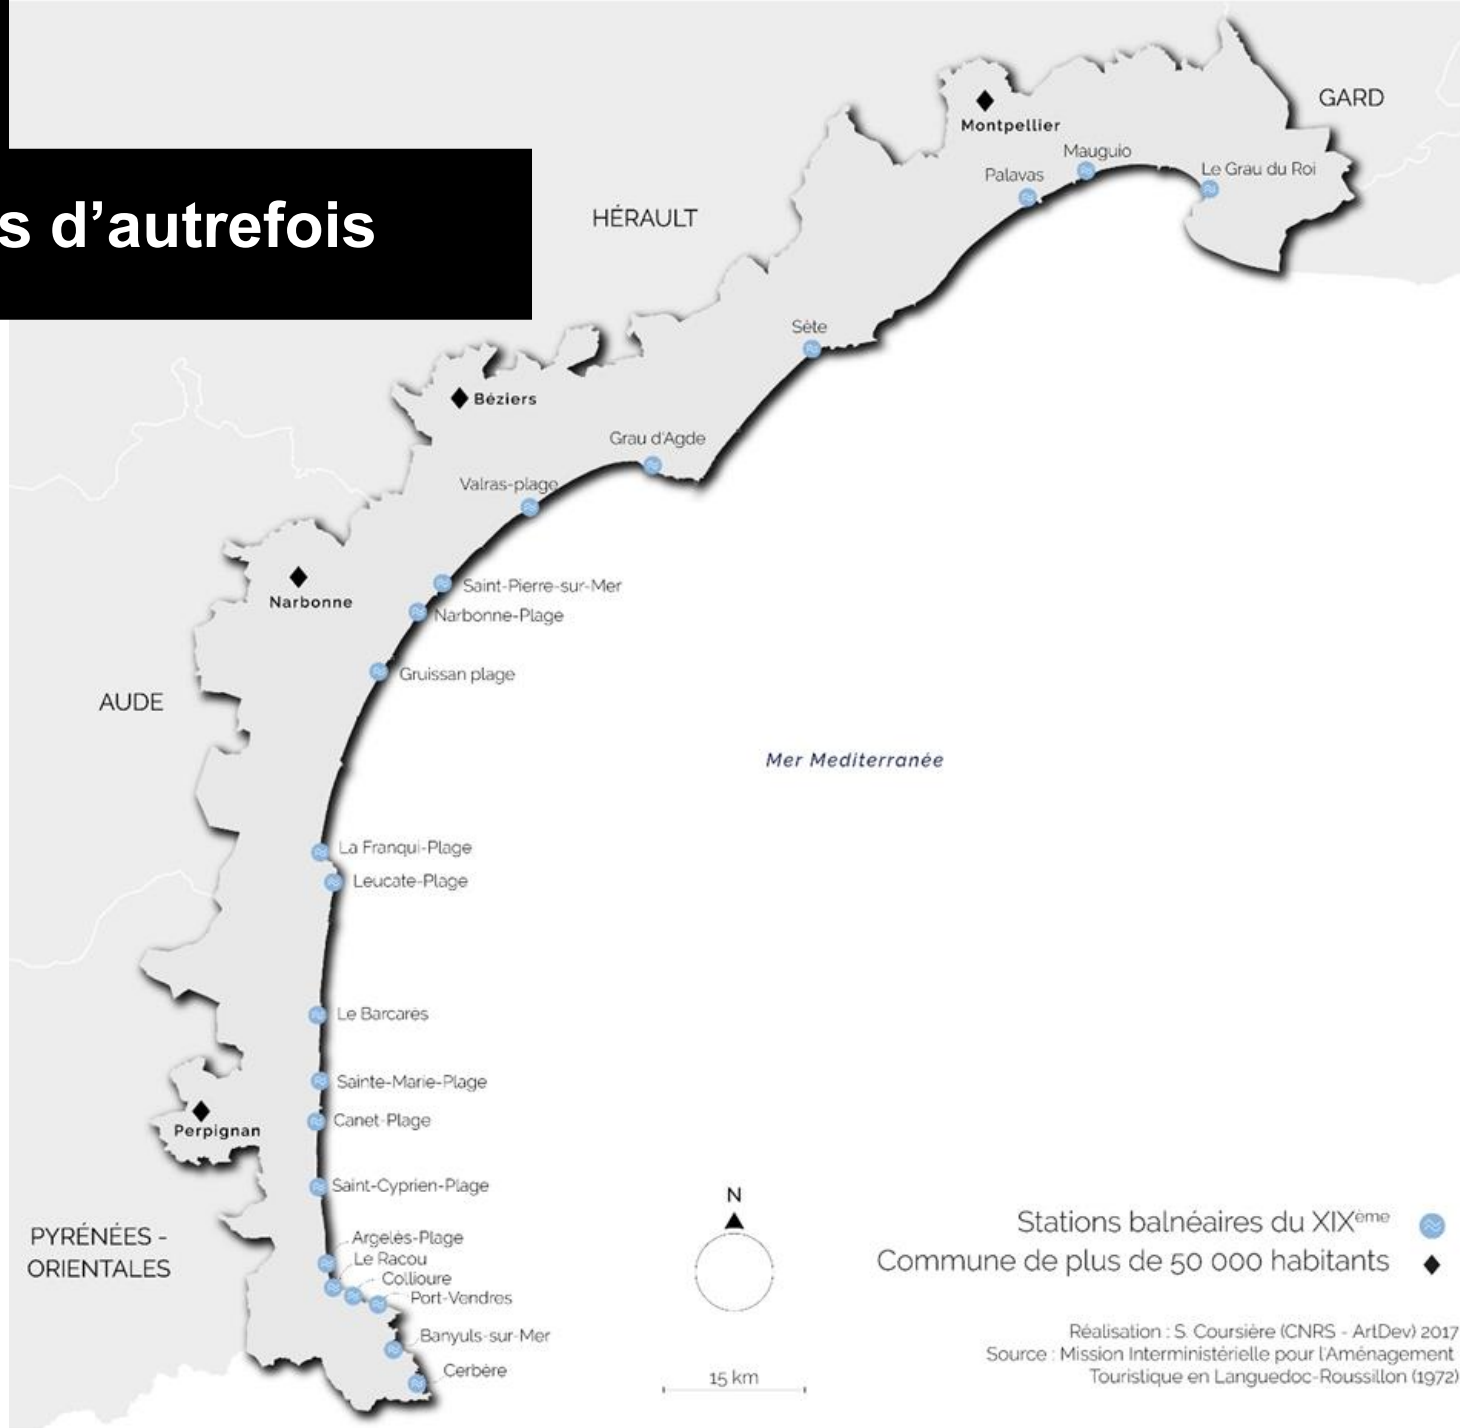 s d’autrefois
GARD
Montpellier
Mauguio
Palavas
Le Grau du Roi
HÉRAULT
Sète
Béziers
Grau d'Agde
Valras-plage
Narbonne
Saint-Pierre-sur-Mer
Narbonne-Plage
Gruissan plage
AUDE
Mer Mediterranée
La Franqui-Plage
Leucate-Plage
Le Barcarès
Sainte-Marie-Plage
Canet-Plage
Perpignan
Saint-Cyprien-Plage
PYRÉNÉES -
ORIENTALES
Argelès-Plage
Le Racou
Collioure
Port-Vendres
Banyuls-sur-Mer
Cerbère
N
15 km
Stations balnéaires du XIXème
Commune de plus de 50 000 habitants
Réalisation : S. Coursière (CNRS - ArtDev) 2017
Source : Mission Interministérielle pour l'Aménagement
Touristique en Languedoc-Roussillon (1972)